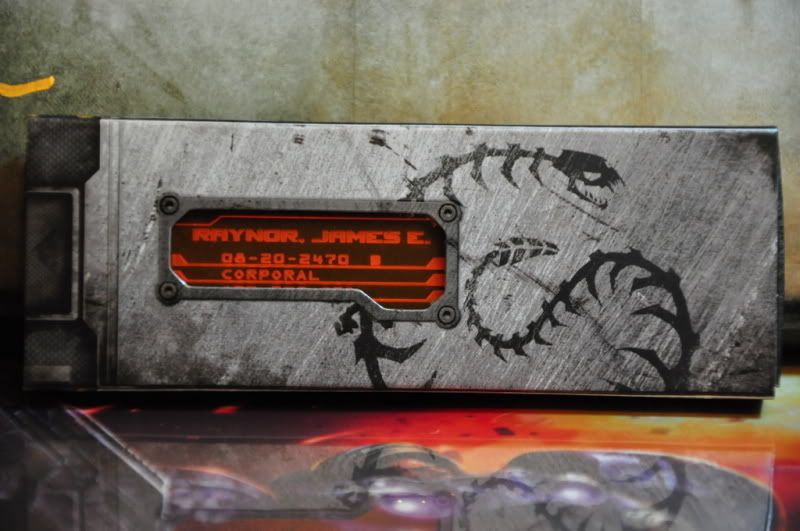 RAYNOR, JAMES E.
08-20-2470
CORPORAL